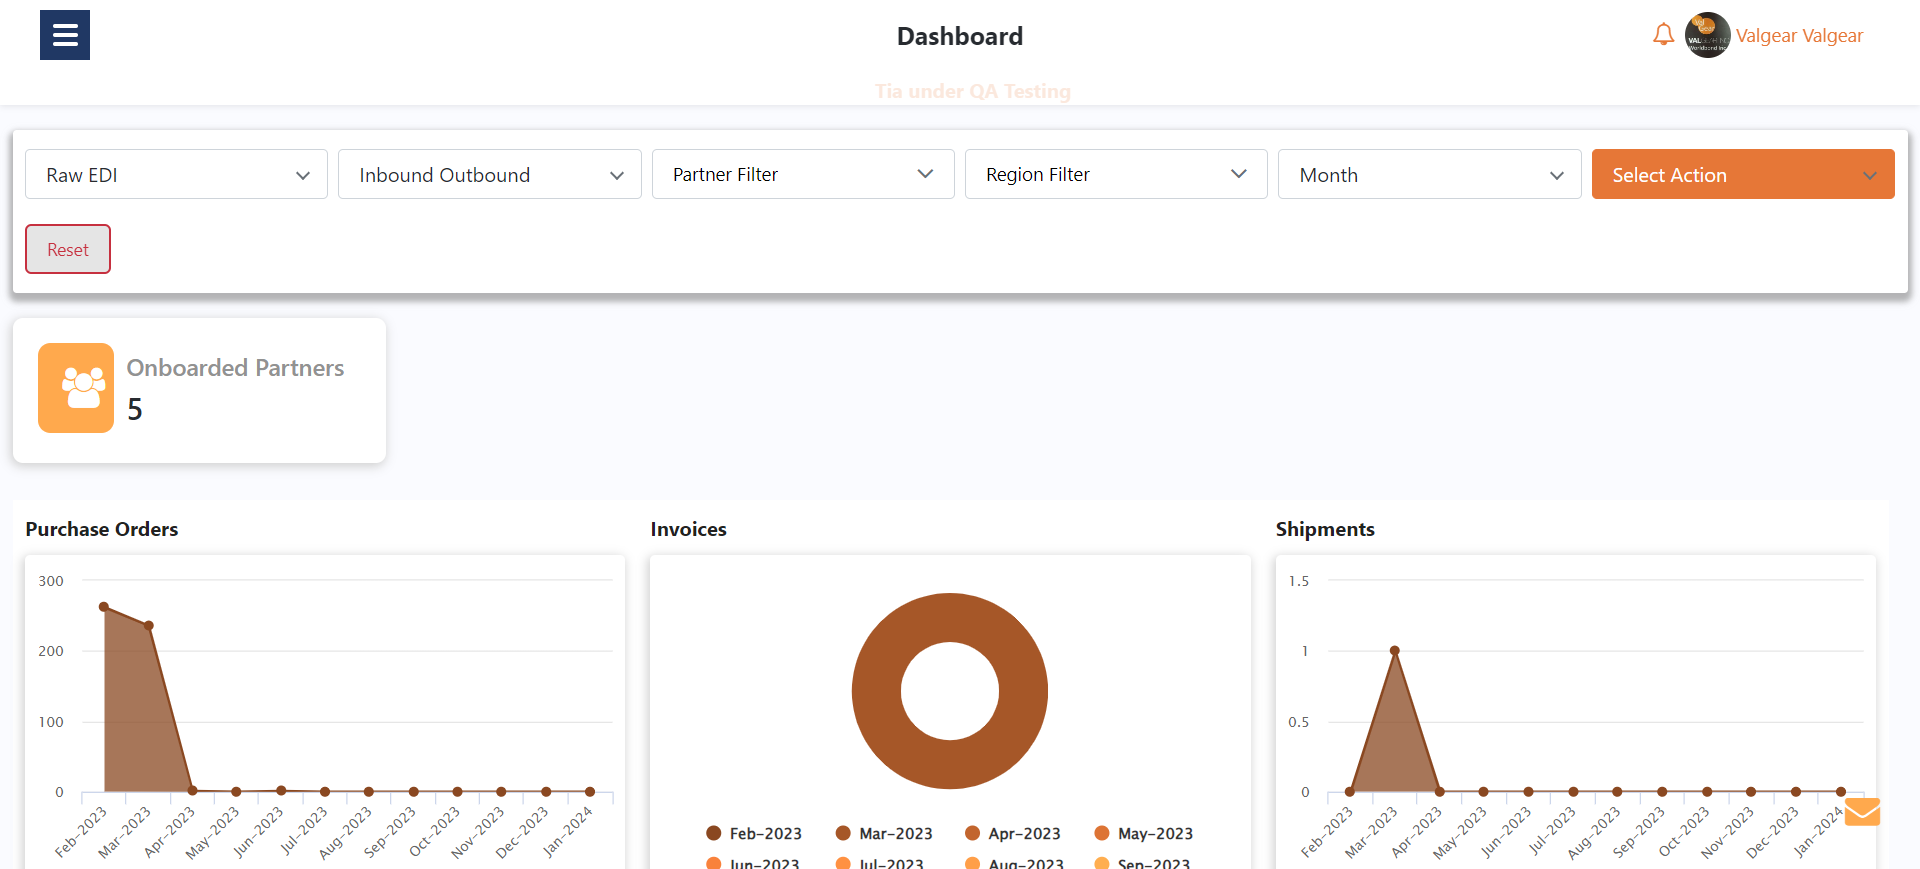 Dashboard
Valgear Valgear
Tia under QA Testing
Raw EDI
Inbound Outbound
Partner Filter
Region Filter
Month
Select Action
Reset
Onboarded Partners
5
Purchase Orders
300
200
100
0
Feb-2023
Mar-2023
Apr-2023
May-2023
Jun-2023
Jul-2023
Aug-2023
Sep-2023
Oct-2023
Nov-2023
Dec-2023
Jan-2024
Invoices
Feb-2023
Mar-2023
Apr-2023
May-2023
Jun-2023
Jul-2023
Aug-2023
Sep-2023
Shipments
1.5
1
0.5
0
Feb-2023
Mar-2023
Apr-2023
May-2023
Jun-2023
Jul-2023
Aug-2023
Sep-2023
Oct-2023
Nov-2023
Dec-2023
Jan-2024